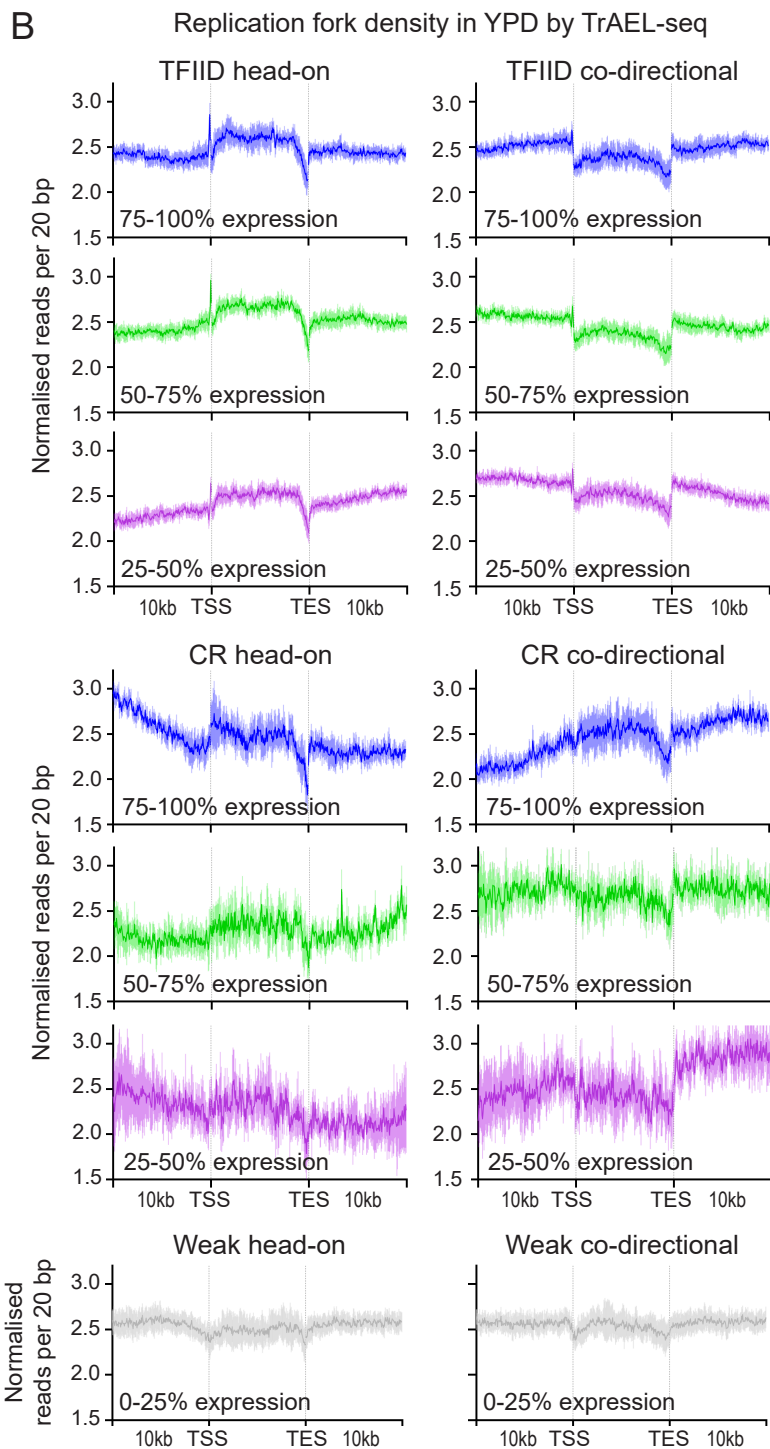 B
Replication fork density in YPD by TrAEL-seq
TFIID head-on
TFIID co-directional
Normalised reads per 20 bp
3.0
2.5
2.0
1.5
75-100% expression
3.0
2.5
2.0
1.5
75-100% expression
3.0
2.5
2.0
1.5
50-75% expression
3.0
2.5
2.0
1.5
50-75% expression
3.0
2.5
2.0
1.5
25-50% expression
10kb TSS TES 10kb
3.0
2.5
2.0
1.5
25-50% expression
10kb TSS TES 10kb
CR head-on
CR co-directional
Normalised reads per 20 bp
3.0
2.5
2.0
1.5
75-100% expression
3.0
2.5
2.0
1.5
75-100% expression
3.0
2.5
2.0
1.5
50-75% expression
3.0
2.5
2.0
1.5
50-75% expression
3.0
2.5
2.0
1.5
25-50% expression
10kb TSS TES 10kb
3.0
2.5
2.0
1.5
25-50% expression
10kb TSS TES 10kb
Weak head-on
Weak co-directional
Normalised
reads per 20 bp
3.0
2.5
2.0
1.5
0-25% expression
10kb TSS TES 10kb
3.0
2.5
2.0
1.5
0-25% expression
10kb TSS TES 10kb